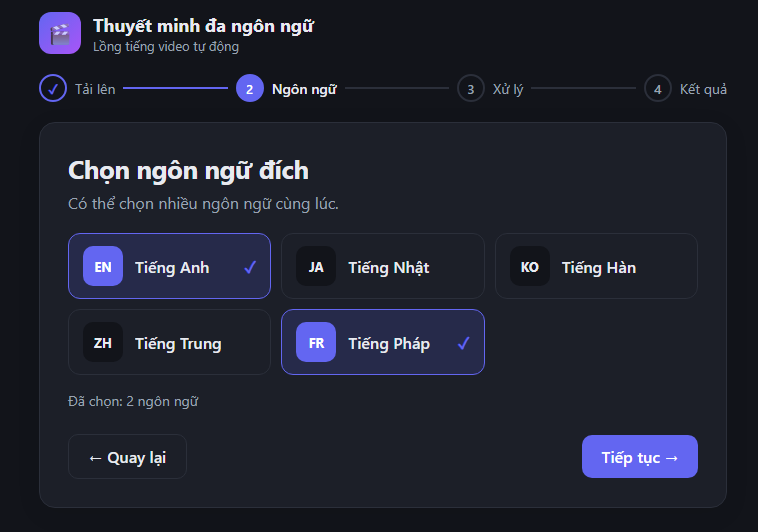 Thuyết minh đa ngôn ngữ
Lồng tiếng video tự động
✓ Tải lên
2 Ngôn ngữ
3 Xử lý
4 Kết quả
Chọn ngôn ngữ đích
Có thể chọn nhiều ngôn ngữ cùng lúc.
EN Tiếng Anh ✓
JA Tiếng Nhật
KO Tiếng Hàn
ZH Tiếng Trung
FR Tiếng Pháp ✓
Đã chọn: 2 ngôn ngữ
← Quay lại
Tiếp tục →